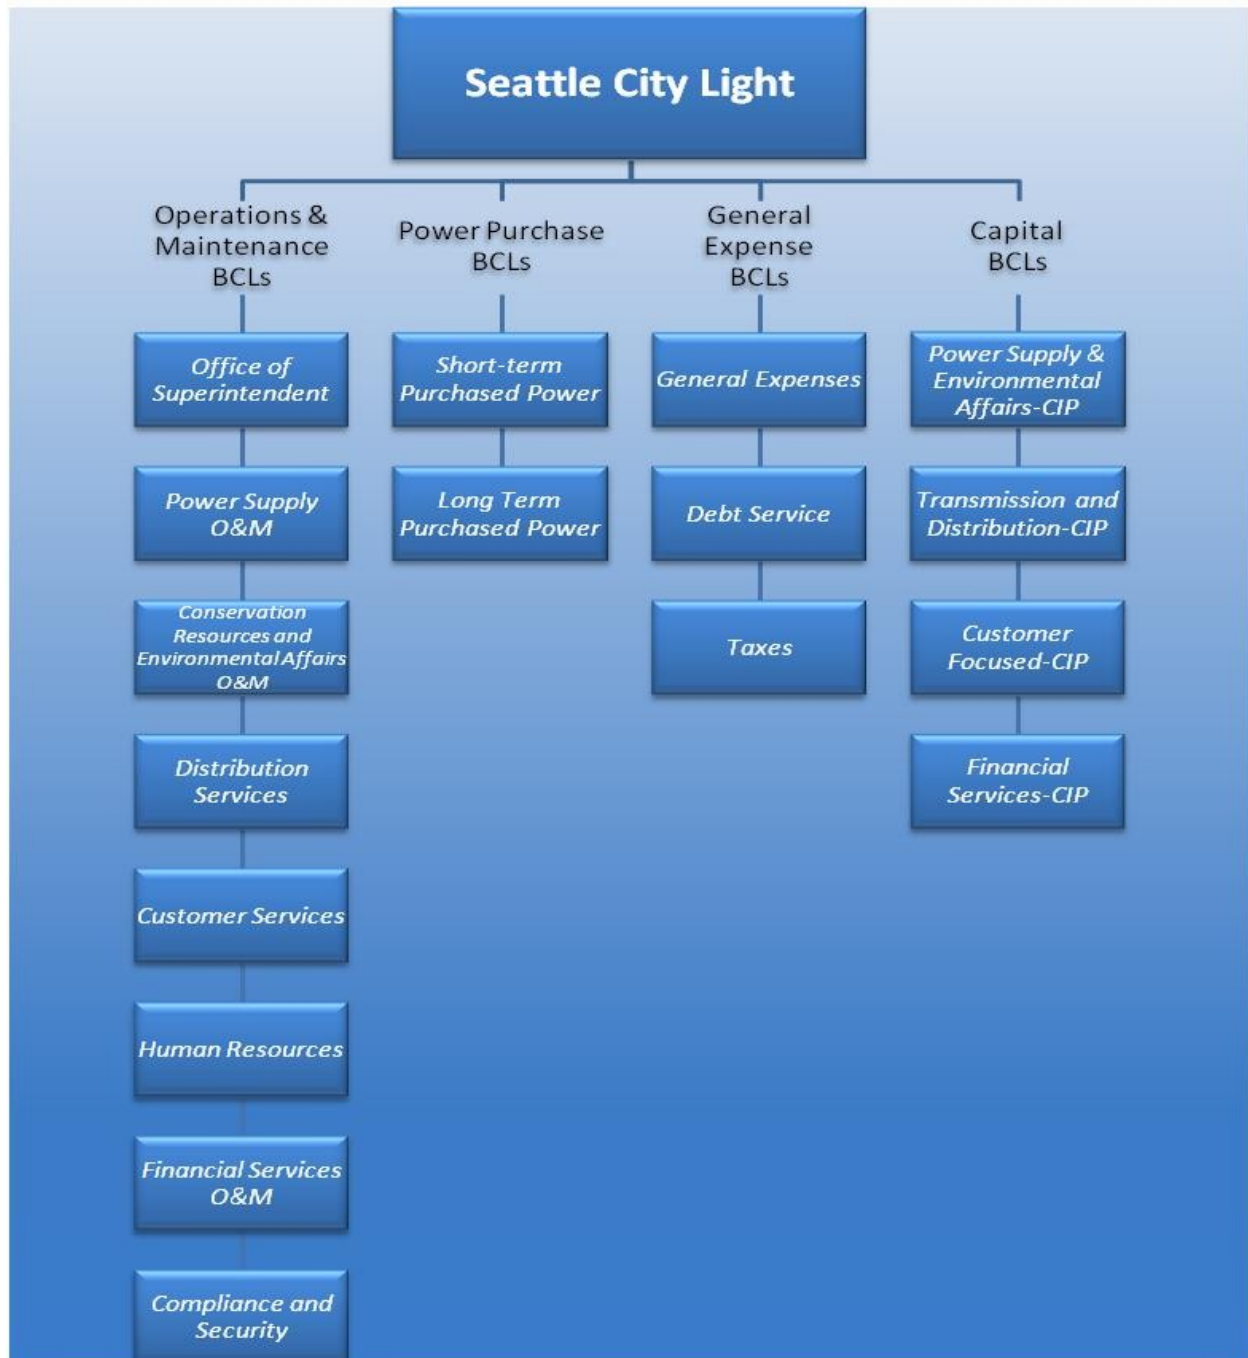 Seattle City Light
Operations &
Maintenance
BCLs
Power Purchase
BCLs
General
Expense
BCLs
Capital
BCLs
Office of
Superintendent
Power Supply
O&M
Conservation
Resources and
Environmental Affairs
O&M
Distribution
Services
Customer Services
Human Resources
Financial Services
O&M
Compliance and
Security
Short-term
Purchased Power
Long Term
Purchased Power
General Expenses
Debt Service
Taxes
Power Supply &
Environmental
Affairs-CIP
Transmission and
Distribution-CIP
Customer
Focused-CIP
Financial
Services-CIP